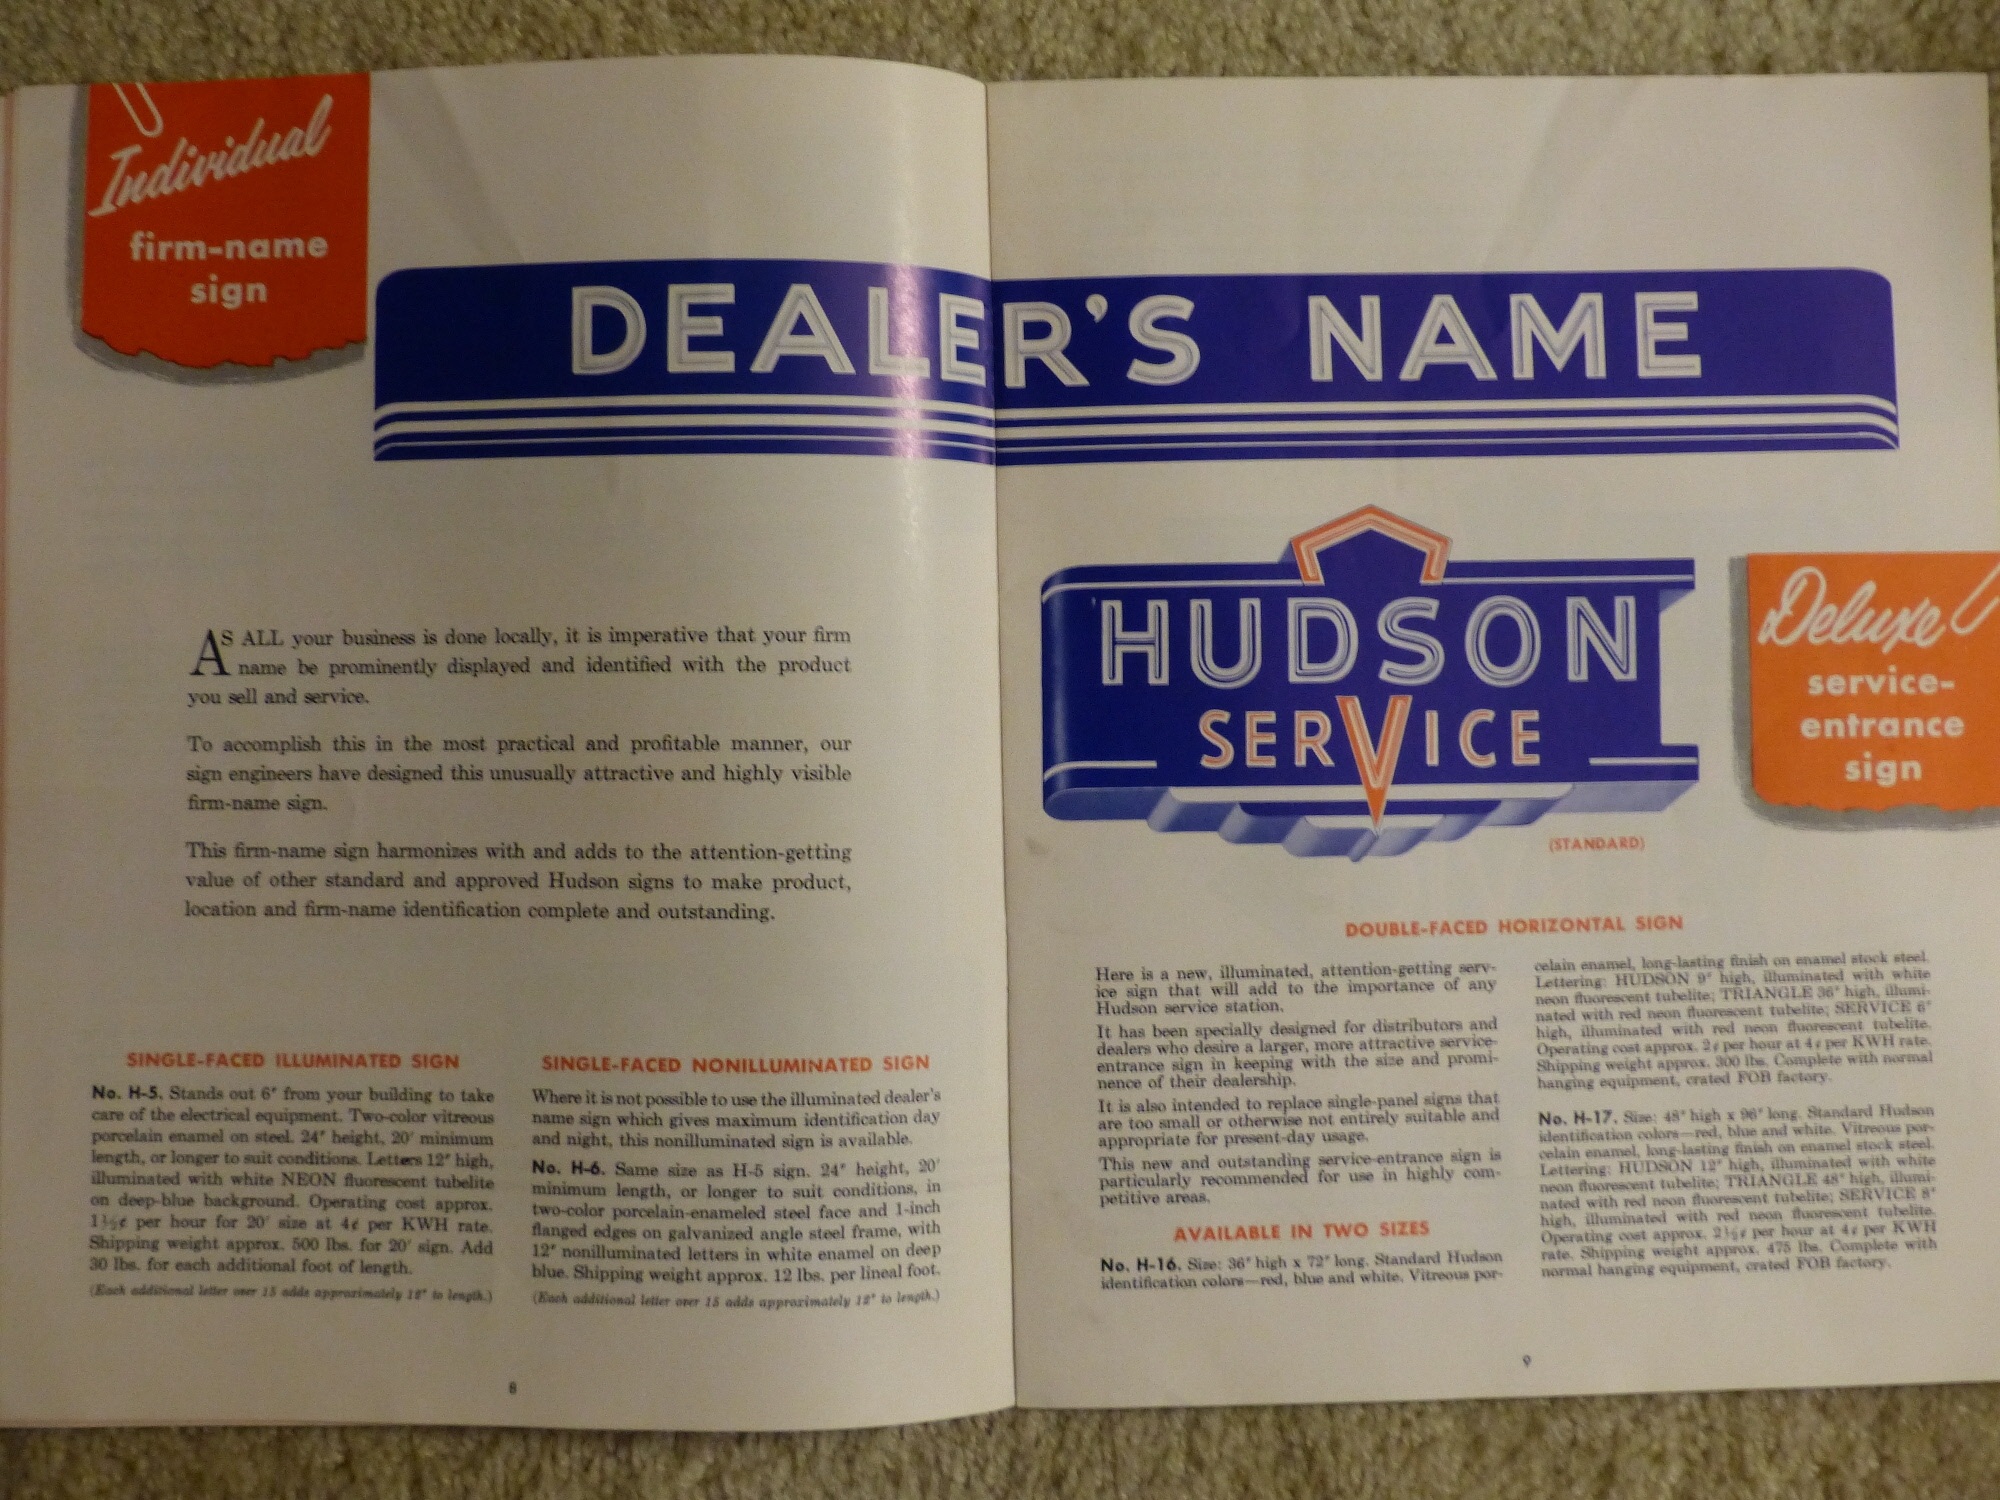 Individual
firm-name
sign
DEALER'S NAME
AS ALL your business is done locally, it is imperative that your firm
name be prominently displayed and identified with the product
you sell and service.
To accomplish this in the most practical and profitable manner, our
sign engineers have designed this unusually attractive and highly visible
firm-name sign.
This firm-name sign harmonizes with and adds to the attention-getting
value of other standard and approved Hudson signs to make product,
location and firm-name identification complete and outstanding.
SINGLE-FACED ILLUMINATED SIGN
No. H-5. Stands out 6" from your building to take
care of the electrical equipment. Two-color vitreous
porcelain enamel on steel. 24" height, 20' minimum
length, or longer to suit conditions. Letters 12" high,
illuminated with white NEON fluorescent tubelite
on deep-blue background. Operating cost approx.
1½¢ per hour for 20' size at 4¢ per KWH rate.
Shipping weight approx. 500 lbs. for 20' sign. Add
30 lbs. for each additional foot of length.
(Each additional letter over 15 adds approximately 12" to length.)
SINGLE-FACED NONILLUMINATED SIGN
Where it is not possible to use the illuminated dealer's
name sign which gives maximum identification day
and night, this nonilluminated sign is available.
No. H-6. Same size as H-5 sign. 24" height, 20'
minimum length, or longer to suit conditions, in
two-color porcelain-enameled steel face and 1-inch
flanged edges on galvanized angle steel frame, with
12" nonilluminated letters in white enamel on deep
blue. Shipping weight approx. 12 lbs. per lineal foot.
(Each additional letter over 15 adds approximately 12" to length.)
8
HUDSON
SERVICE
(STANDARD)
Deluxe
service-
entrance
sign
DOUBLE-FACED HORIZONTAL SIGN
Here is a new, illuminated, attention-getting serv-
ice sign that will add to the importance of any
Hudson service station.
It has been specially designed for distributors and
dealers who desire a larger, more attractive service-
entrance sign in keeping with the size and promi-
nence of their dealership.
It is also intended to replace single-panel signs that
are too small or otherwise not entirely suitable and
appropriate for present-day usage.
This new and outstanding service-entrance sign is
particularly recommended for use in highly com-
petitive areas.
AVAILABLE IN TWO SIZES
No. H-16. Size: 36" high x 72" long. Standard Hudson
identification colors—red, blue and white. Vitreous por-
celain enamel, long-lasting finish on enamel stock steel.
Lettering: HUDSON 9" high, illuminated with white
neon fluorescent tubelite; TRIANGLE 36" high, illumi-
nated with red neon fluorescent tubelite; SERVICE 6"
high, illuminated with red neon fluorescent tubelite.
Operating cost approx. 2¢ per hour at 4¢ per KWH rate.
Shipping weight approx. 300 lbs. Complete with normal
hanging equipment, crated FOB factory.
No. H-17. Size: 48" high x 96" long. Standard Hudson
identification colors—red, blue and white. Vitreous por-
celain enamel, long-lasting finish on enamel stock steel.
Lettering: HUDSON 12" high, illuminated with white
neon fluorescent tubelite; TRIANGLE 48" high, illumi-
nated with red neon fluorescent tubelite; SERVICE 8"
high, illuminated with red neon fluorescent tubelite.
Operating cost approx. 2½¢ per hour at 4¢ per KWH
rate. Shipping weight approx. 475 lbs. Complete with
normal hanging equipment, crated FOB factory.
9